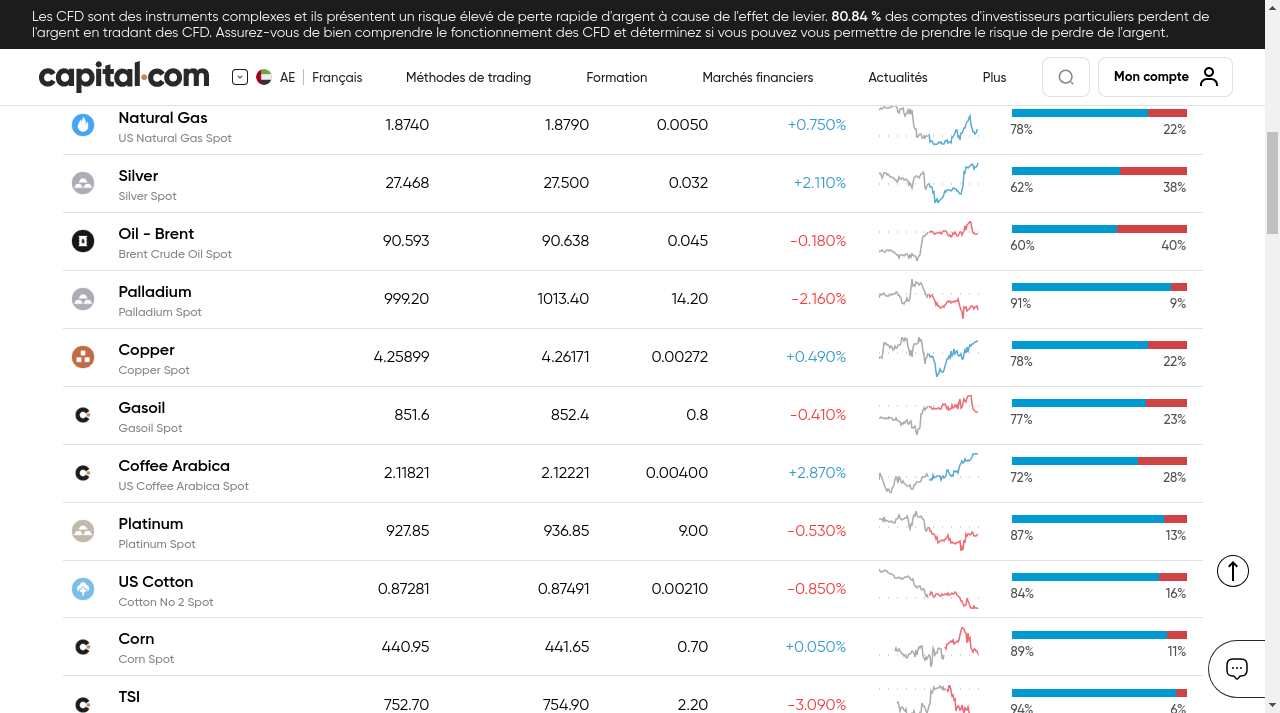 Les CFD sont des instruments complexes et ils présentent un risque élevé de perte rapide d'argent à cause de l'effet de levier. 80.84 % des comptes d'investisseurs particuliers perdent de
l'argent en tradant des CFD. Assurez-vous de bien comprendre le fonctionnement des CFD et déterminez si vous pouvez vous permettre de prendre le risque de perdre de l'argent.
capital.com AE Français Méthodes de trading Formation Marchés financiers Actualités Plus Mon compte
Natural Gas 1.8740 1.8790 0.0050 +0.750%
US Natural Gas Spot 78% 22%
Silver 27.468 27.500 0.032 +2.110%
Silver Spot 62% 38%
Oil - Brent 90.593 90.638 0.045 -0.180%
Brent Crude Oil Spot 60% 40%
Palladium 999.20 1013.40 14.20 -2.160%
Palladium Spot 91% 9%
Copper 4.25899 4.26171 0.00272 +0.490%
Copper Spot 78% 22%
Gasoil 851.6 852.4 0.8 -0.410%
Gasoil Spot 77% 23%
Coffee Arabica 2.11821 2.12221 0.00400 +2.870%
US Coffee Arabica Spot 72% 28%
Platinum 927.85 936.85 9.00 -0.530%
Platinum Spot 87% 13%
US Cotton 0.87281 0.87491 0.00210 -0.850%
Cotton No 2 Spot 84% 16%
Corn 440.95 441.65 0.70 +0.050%
Corn Spot 89% 11%
TSI 752.70 754.90 2.20 -3.090%
94% 6%